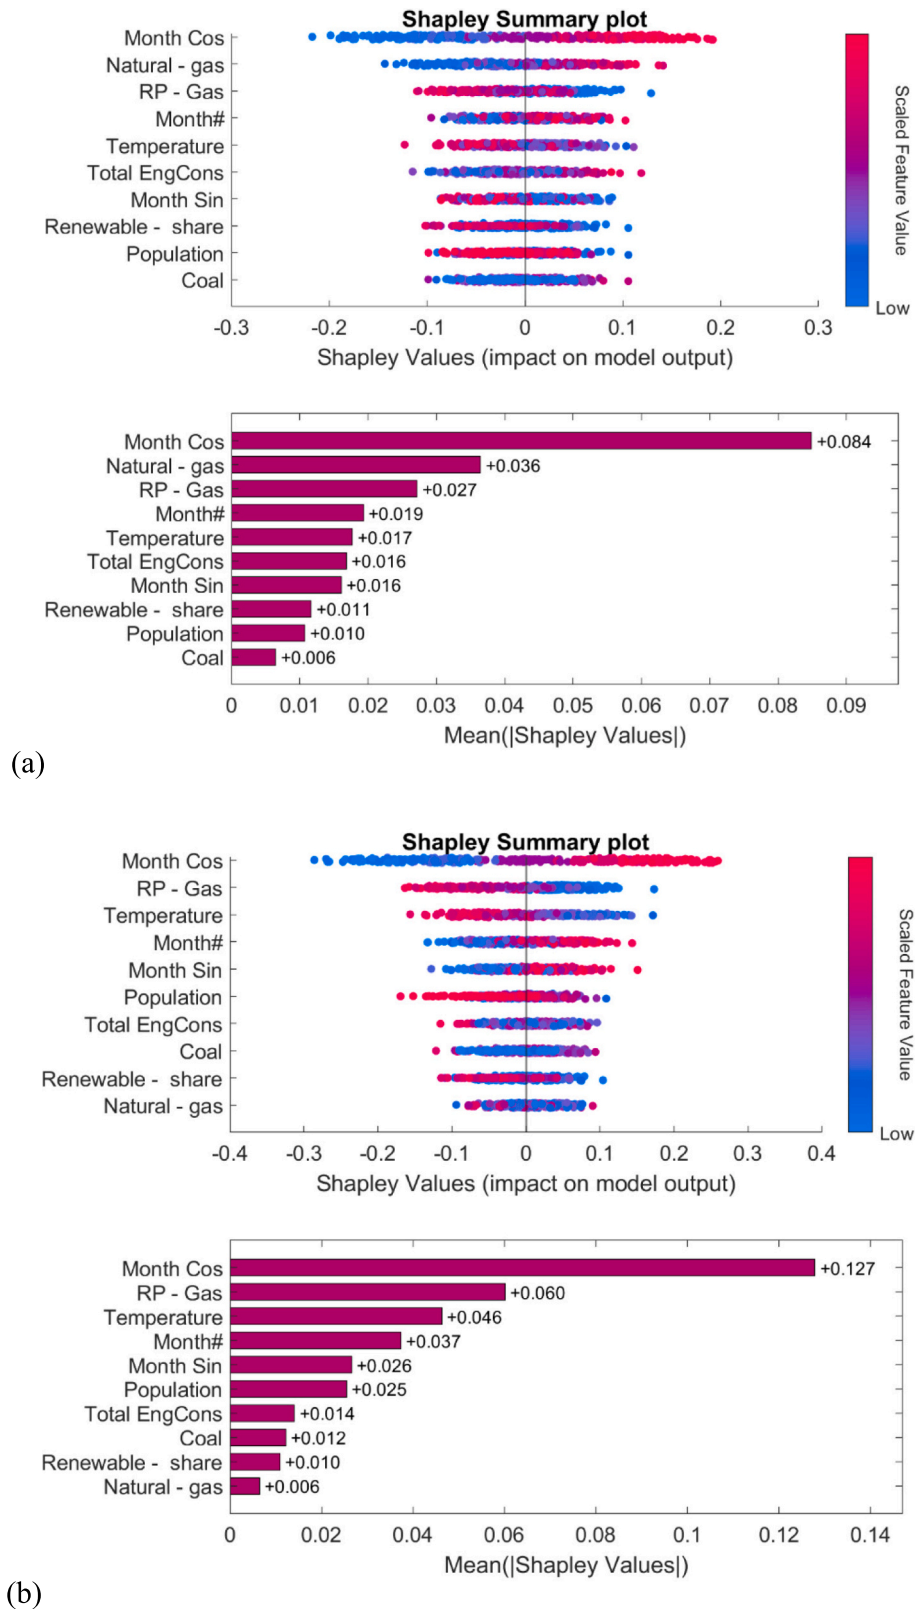 Shapley Summary plot
Month Cos
Natural - gas
RP - Gas
Month#
Temperature
Total EngCons
Month Sin
Renewable - share
Population
Coal
-0.3 -0.2 -0.1 0 0.1 0.2 0.3
Shapley Values (impact on model output)
Scaled Feature Value
Low
Month Cos +0.084
Natural - gas +0.036
RP - Gas +0.027
Month# +0.019
Temperature +0.017
Total EngCons +0.016
Month Sin +0.016
Renewable - share +0.011
Population +0.010
Coal +0.006
0 0.01 0.02 0.03 0.04 0.05 0.06 0.07 0.08 0.09
Mean(|Shapley Values|)
(a)
Shapley Summary plot
Month Cos
RP - Gas
Temperature
Month#
Month Sin
Population
Total EngCons
Coal
Renewable - share
Natural - gas
-0.4 -0.3 -0.2 -0.1 0 0.1 0.2 0.3 0.4
Shapley Values (impact on model output)
Scaled Feature Value
Low
Month Cos +0.127
RP - Gas +0.060
Temperature +0.046
Month# +0.037
Month Sin +0.026
Population +0.025
Total EngCons +0.014
Coal +0.012
Renewable - share +0.010
Natural - gas +0.006
0 0.02 0.04 0.06 0.08 0.1 0.12 0.14
Mean(|Shapley Values|)
(b)